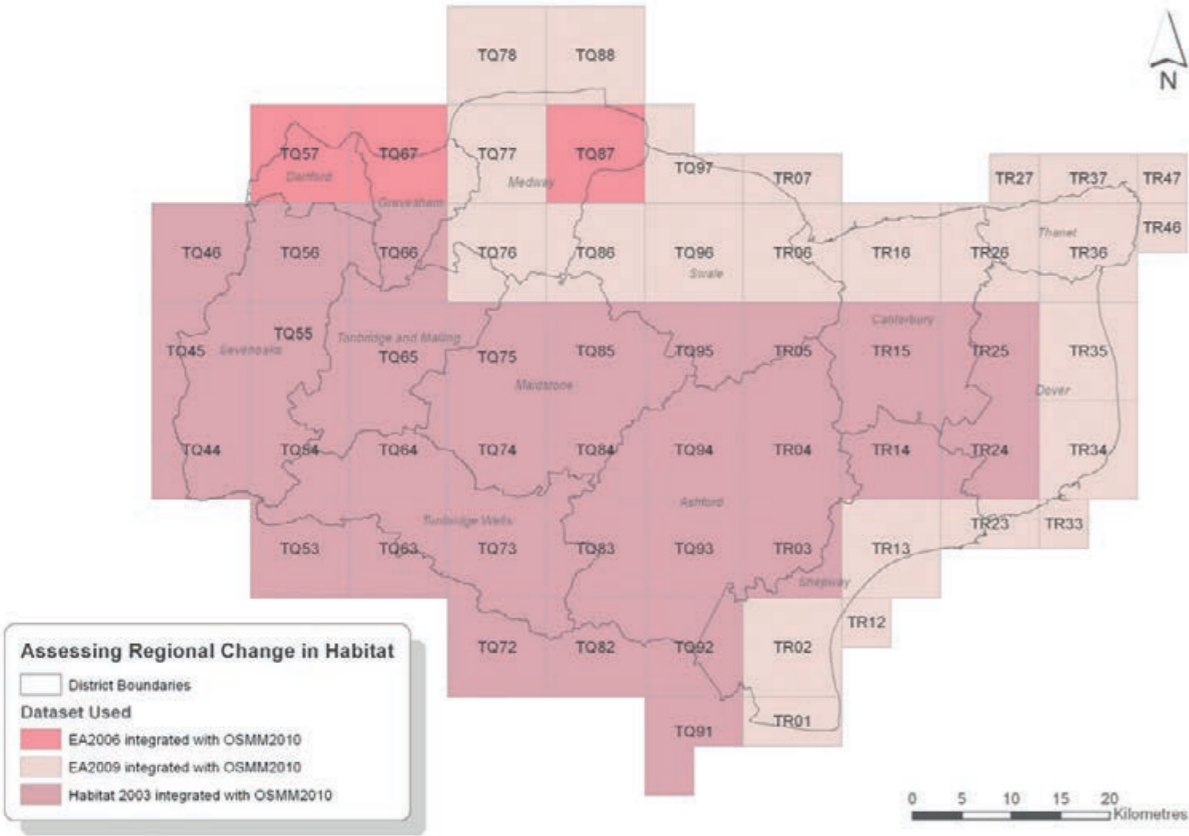 TQ78 TQ88
N
TQ57 TQ67 TQ77 TQ87
TQ97 TR07 TR27 TR37 TR47
Dartford Medway
Gravesham
TR46
Thanet
TQ46 TQ56 TQ66 TQ76 TQ86 TQ96 TR06 TR16 TR26 TR36
Swale
Canterbury
TQ55
Tonbridge and Malling
TQ45 Sevenoaks TQ65 TQ75 TQ85 TQ95 TR05 TR15 TR25 TR35
Maidstone
Dover
TQ44 TQ54 TQ64 TQ74 TQ84 TQ94 TR04 TR14 TR24 TR34
Ashford
Tunbridge Wells
TR23 TR33
TQ53 TQ63 TQ73 TQ83 TQ93 TR03 TR13
Shepway
TR12
TQ72 TQ82 TQ92 TR02
TR01
TQ91
Assessing Regional Change in Habitat
District Boundaries
Dataset Used
EA2006 integrated with OSMM2010
EA2009 integrated with OSMM2010
Habitat 2003 integrated with OSMM2010
0 5 10 15 20
Kilometres